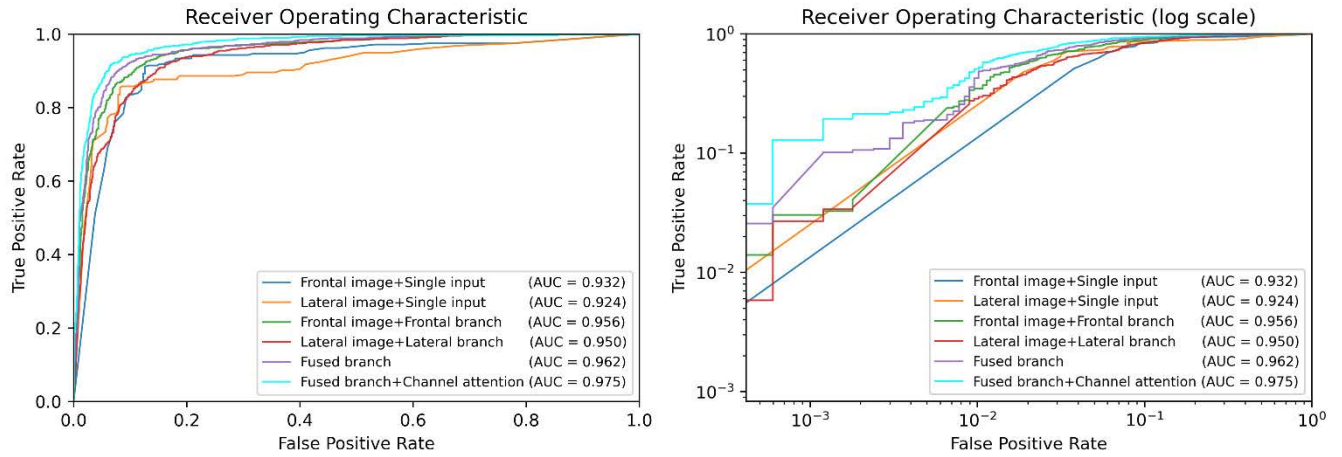 Receiver Operating Characteristic
1.0
0.8
0.6
0.4
0.2
0.0
True Positive Rate
0.0
0.2
0.4
0.6
0.8
1.0
False Positive Rate
Frontal image+Single input (AUC = 0.932)
Lateral image+Single input (AUC = 0.924)
Frontal image+Frontal branch (AUC = 0.956)
Lateral image+Lateral branch (AUC = 0.950)
Fused branch (AUC = 0.962)
Fused branch+Channel attention (AUC = 0.975)
Receiver Operating Characteristic (log scale)
10⁰
10⁻¹
10⁻²
10⁻³
True Positive Rate
10⁻³
10⁻²
10⁻¹
10⁰
False Positive Rate
Frontal image+Single input (AUC = 0.932)
Lateral image+Single input (AUC = 0.924)
Frontal image+Frontal branch (AUC = 0.956)
Lateral image+Lateral branch (AUC = 0.950)
Fused branch (AUC = 0.962)
Fused branch+Channel attention (AUC = 0.975)